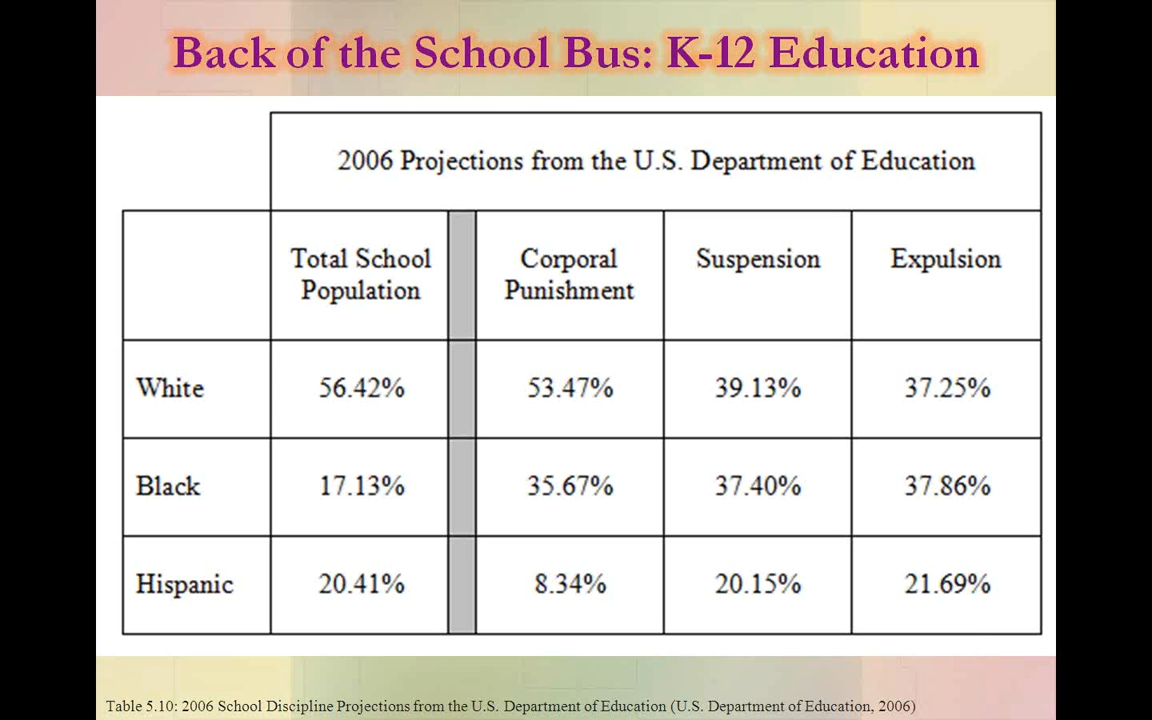 Back of the School Bus: K-12 Education
2006 Projections from the U.S. Department of Education
Total School Population Corporal Punishment Suspension Expulsion
White 56.42% 53.47% 39.13% 37.25%
Black 17.13% 35.67% 37.40% 37.86%
Hispanic 20.41% 8.34% 20.15% 21.69%
Table 5.10: 2006 School Discipline Projections from the U.S. Department of Education (U.S. Department of Education, 2006)